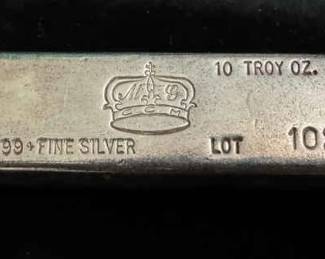 10 TROY OZ.
M G
99+ FINE SILVER LOT 10